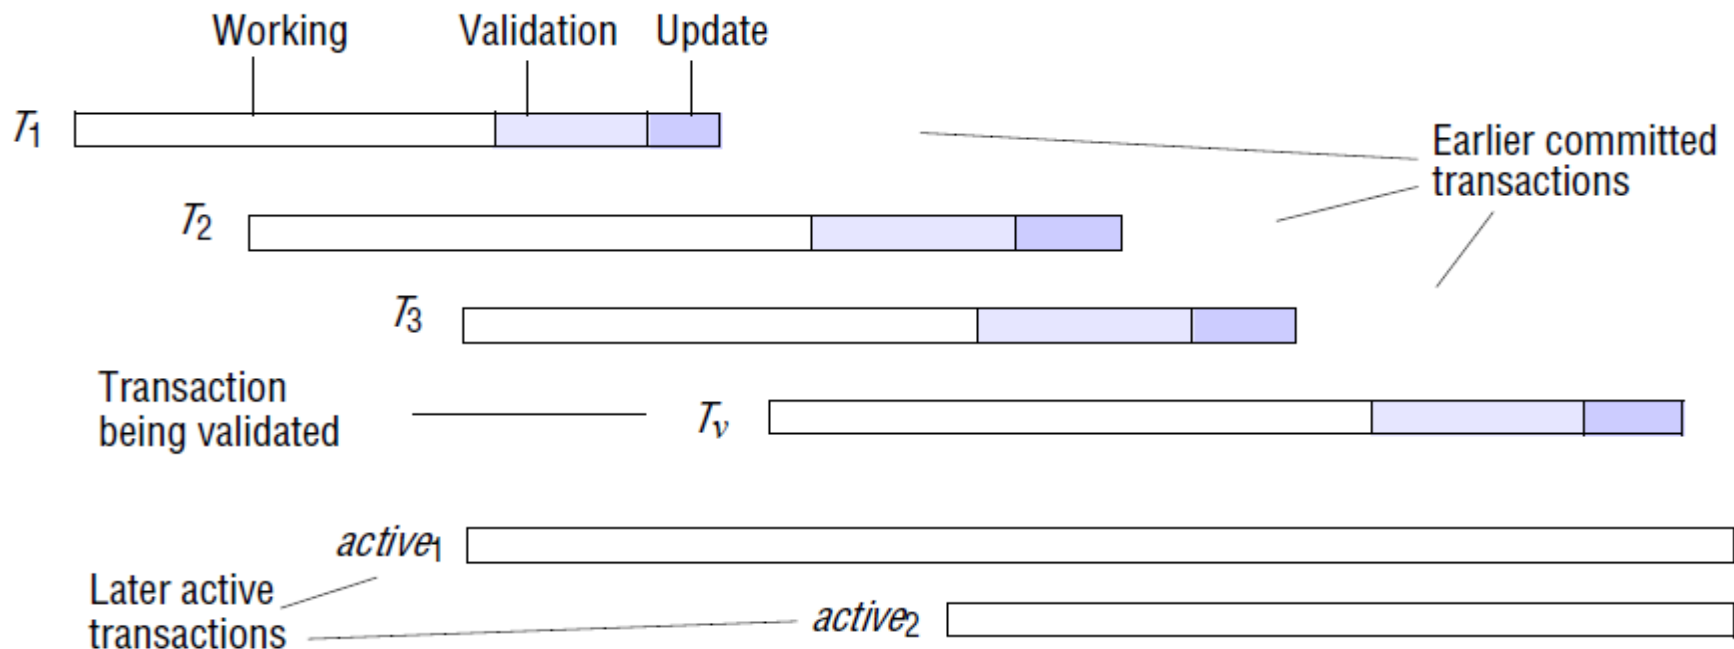 Working Validation Update
T1
Earlier committed
transactions
T2
T3
Transaction
being validated
Tv
active1
Later active
transactions
active2